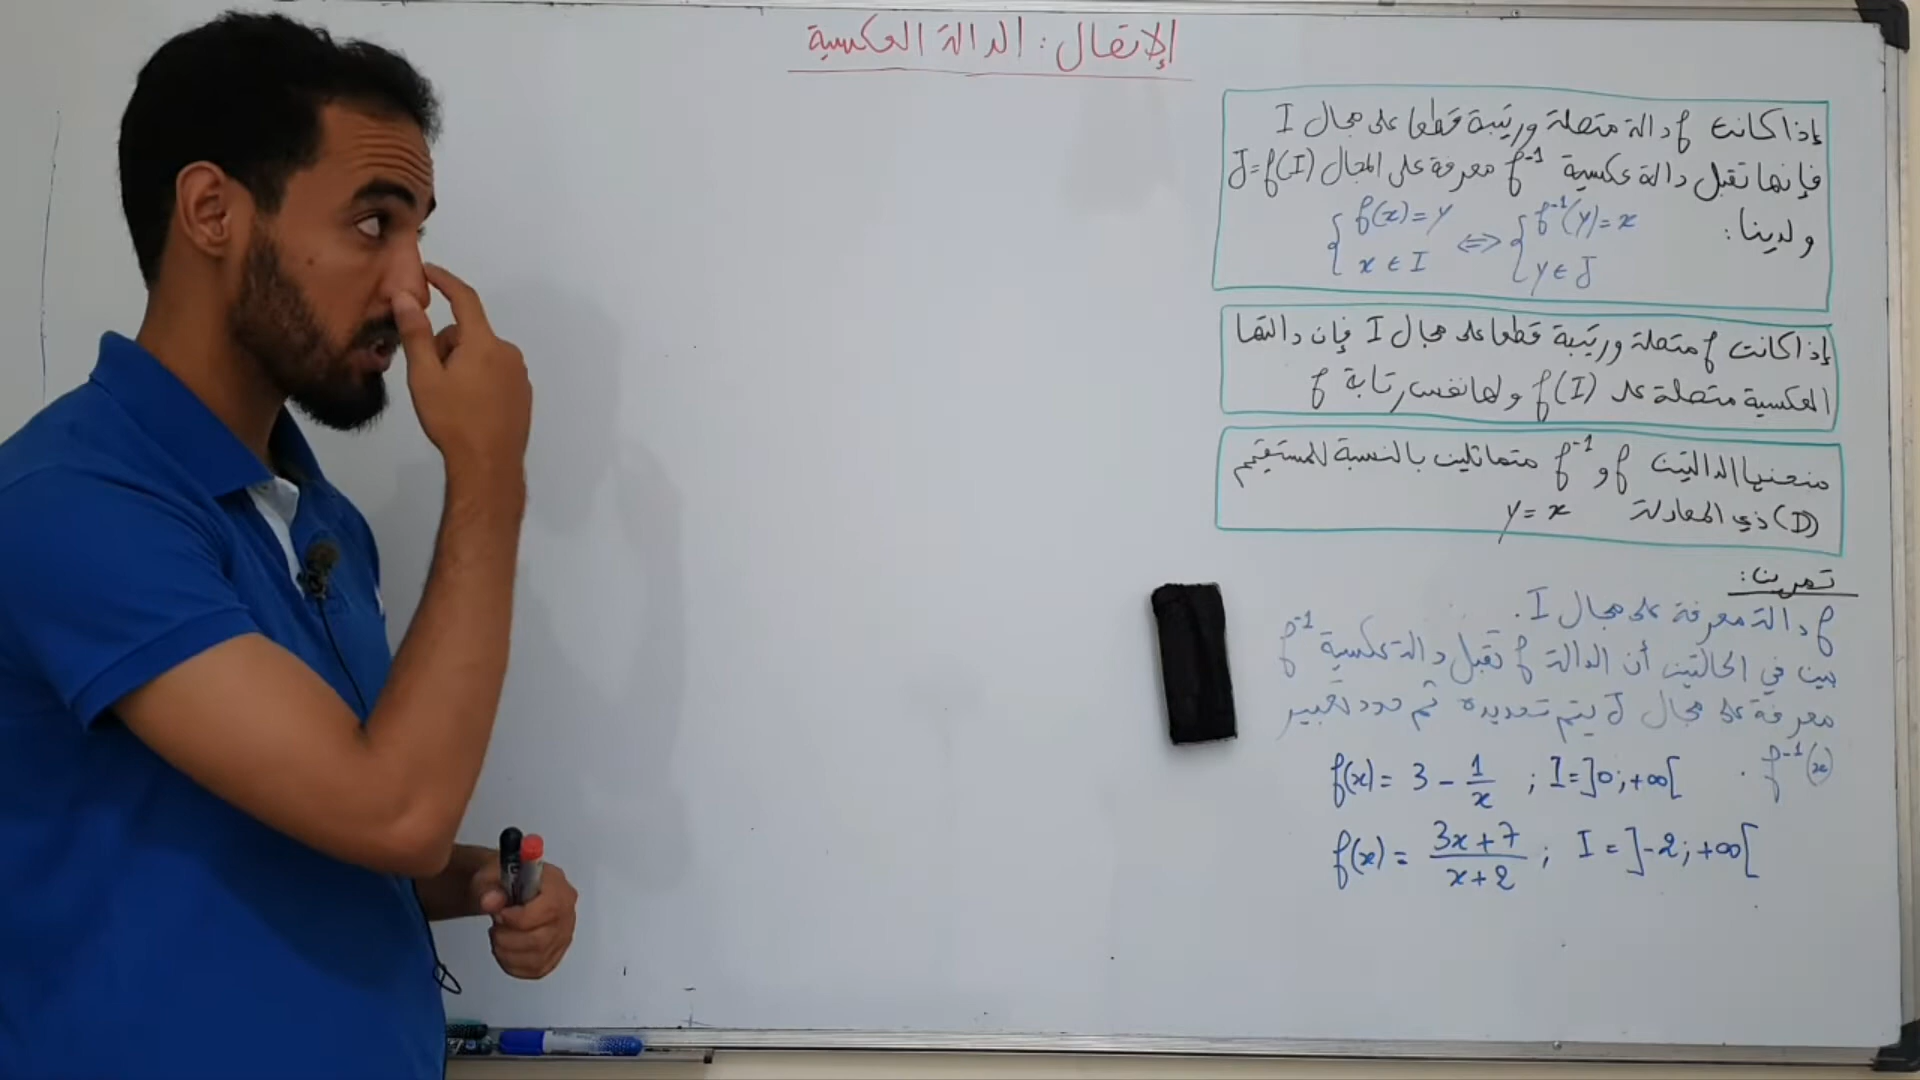 الإتصال: الدالة العكسية
إذا كانت f دالة متصلة ورتيبة قطعا على مجال I
فإنها تقبل دالة عكسية f⁻¹ معرفة على المجال J=f(I)
ولدينا: { f(x)=y , x ∈ I ⇔ { f⁻¹(y)=x , y ∈ J
إذا كانت f متصلة ورتيبة قطعا على مجال I فإن دالتها
العكسية متصلة على f(I) ولها نفس رتابة f
منحنيا الدالتين f و f⁻¹ متماثلين بالنسبة للمستقيم
(D) ذي المعادلة y = x
تمرين:
f دالة معرفة على مجال I.
بين في الحالتين أن الدالة f تقبل دالة عكسية f⁻¹
معرفة على مجال J يتم تحديده ثم حدد تعبير
f⁻¹(x).
f(x) = 3 - 1/x ; I = ]0;+∞[
f(x) = (3x+7)/(x+2) ; I = ]-2;+∞[